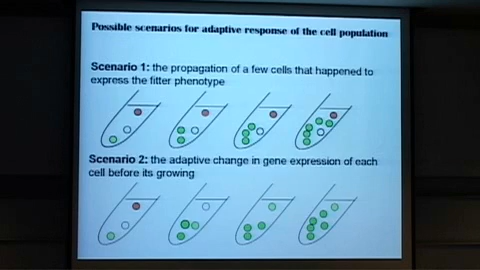 Possible scenarios for adaptive response of the cell population
Scenario 1: the propagation of a few cells that happened to
express the fitter phenotype
Scenario 2: the adaptive change in gene expression of each
cell before its growing